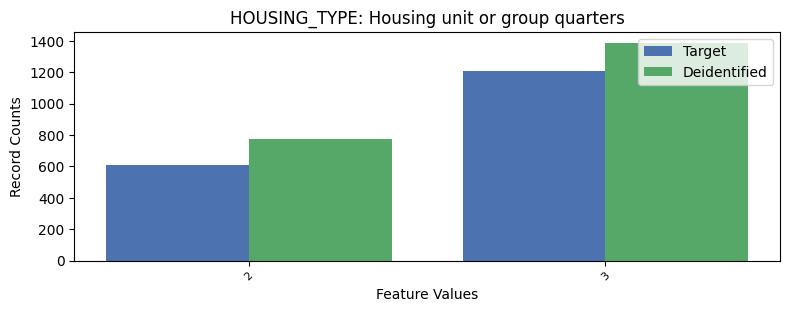 HOUSING_TYPE: Housing unit or group quarters
1400
1200
1000
800
600
400
200
0
Record Counts
Target
Deidentified
2
3
Feature Values